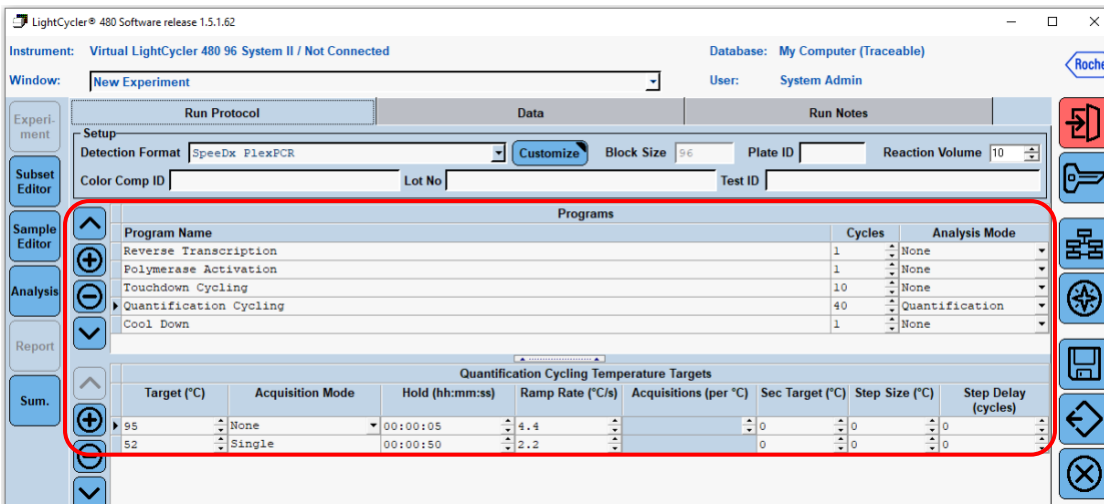 LightCycler® 480 Software release 1.5.1.62
Instrument: Virtual LightCycler 480 96 System II / Not Connected Database: My Computer (Traceable)
Window: New Experiment User: System Admin
Roche
Run Protocol Data Run Notes
Experi-
ment
Setup
Detection Format SpeeDx PlexPCR Customize Block Size 96 Plate ID Reaction Volume 10
Color Comp ID Lot No Test ID
Subset
Editor
Sample
Editor
Analysis
Report
Sum.
Programs
Program Name Cycles Analysis Mode
Reverse Transcription 1 None
Polymerase Activation 1 None
Touchdown Cycling 10 None
Quantification Cycling 40 Quantification
Cool Down 1 None
Quantification Cycling Temperature Targets
Target (°C) Acquisition Mode Hold (hh:mm:ss) Ramp Rate (°C/s) Acquisitions (per °C) Sec Target (°C) Step Size (°C) Step Delay
(cycles)
95 None 00:00:05 4.4 0 0 0
52 Single 00:00:50 2.2 0 0 0